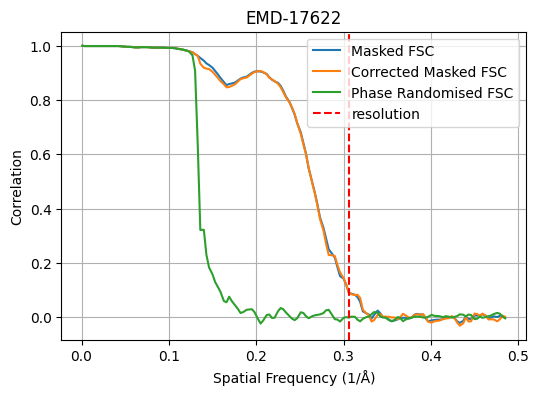 EMD-17622
Masked FSC
Corrected Masked FSC
Phase Randomised FSC
resolution
Correlation
1.0
0.8
0.6
0.4
0.2
0.0
0.0 0.1 0.2 0.3 0.4 0.5
Spatial Frequency (1/Å)